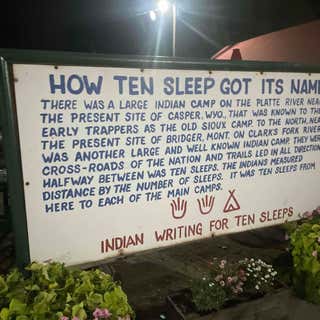 HOW TEN SLEEP GOT ITS NAME
THERE WAS A LARGE INDIAN CAMP ON THE PLATTE RIVER NEAR
THE PRESENT SITE OF CASPER, WYO., THAT WAS KNOWN TO THE
EARLY TRAPPERS AS THE OLD SIOUX CAMP TO THE NORTH, NEAR
THE PRESENT SITE OF BRIDGER, MONT. ON CLARKS FORK RIVER
WAS ANOTHER LARGE AND WELL KNOWN INDIAN CAMP. THEY WERE
CROSS-ROADS OF THE NATION AND TRAILS LED IN ALL DIRECTION
HALFWAY BETWEEN WAS TEN SLEEPS. THE INDIANS MEASURED
DISTANCE BY THE NUMBER OF SLEEPS. IT WAS TEN SLEEPS FROM
HERE TO EACH OF THE MAIN CAMPS.
INDIAN WRITING FOR TEN SLEEPS